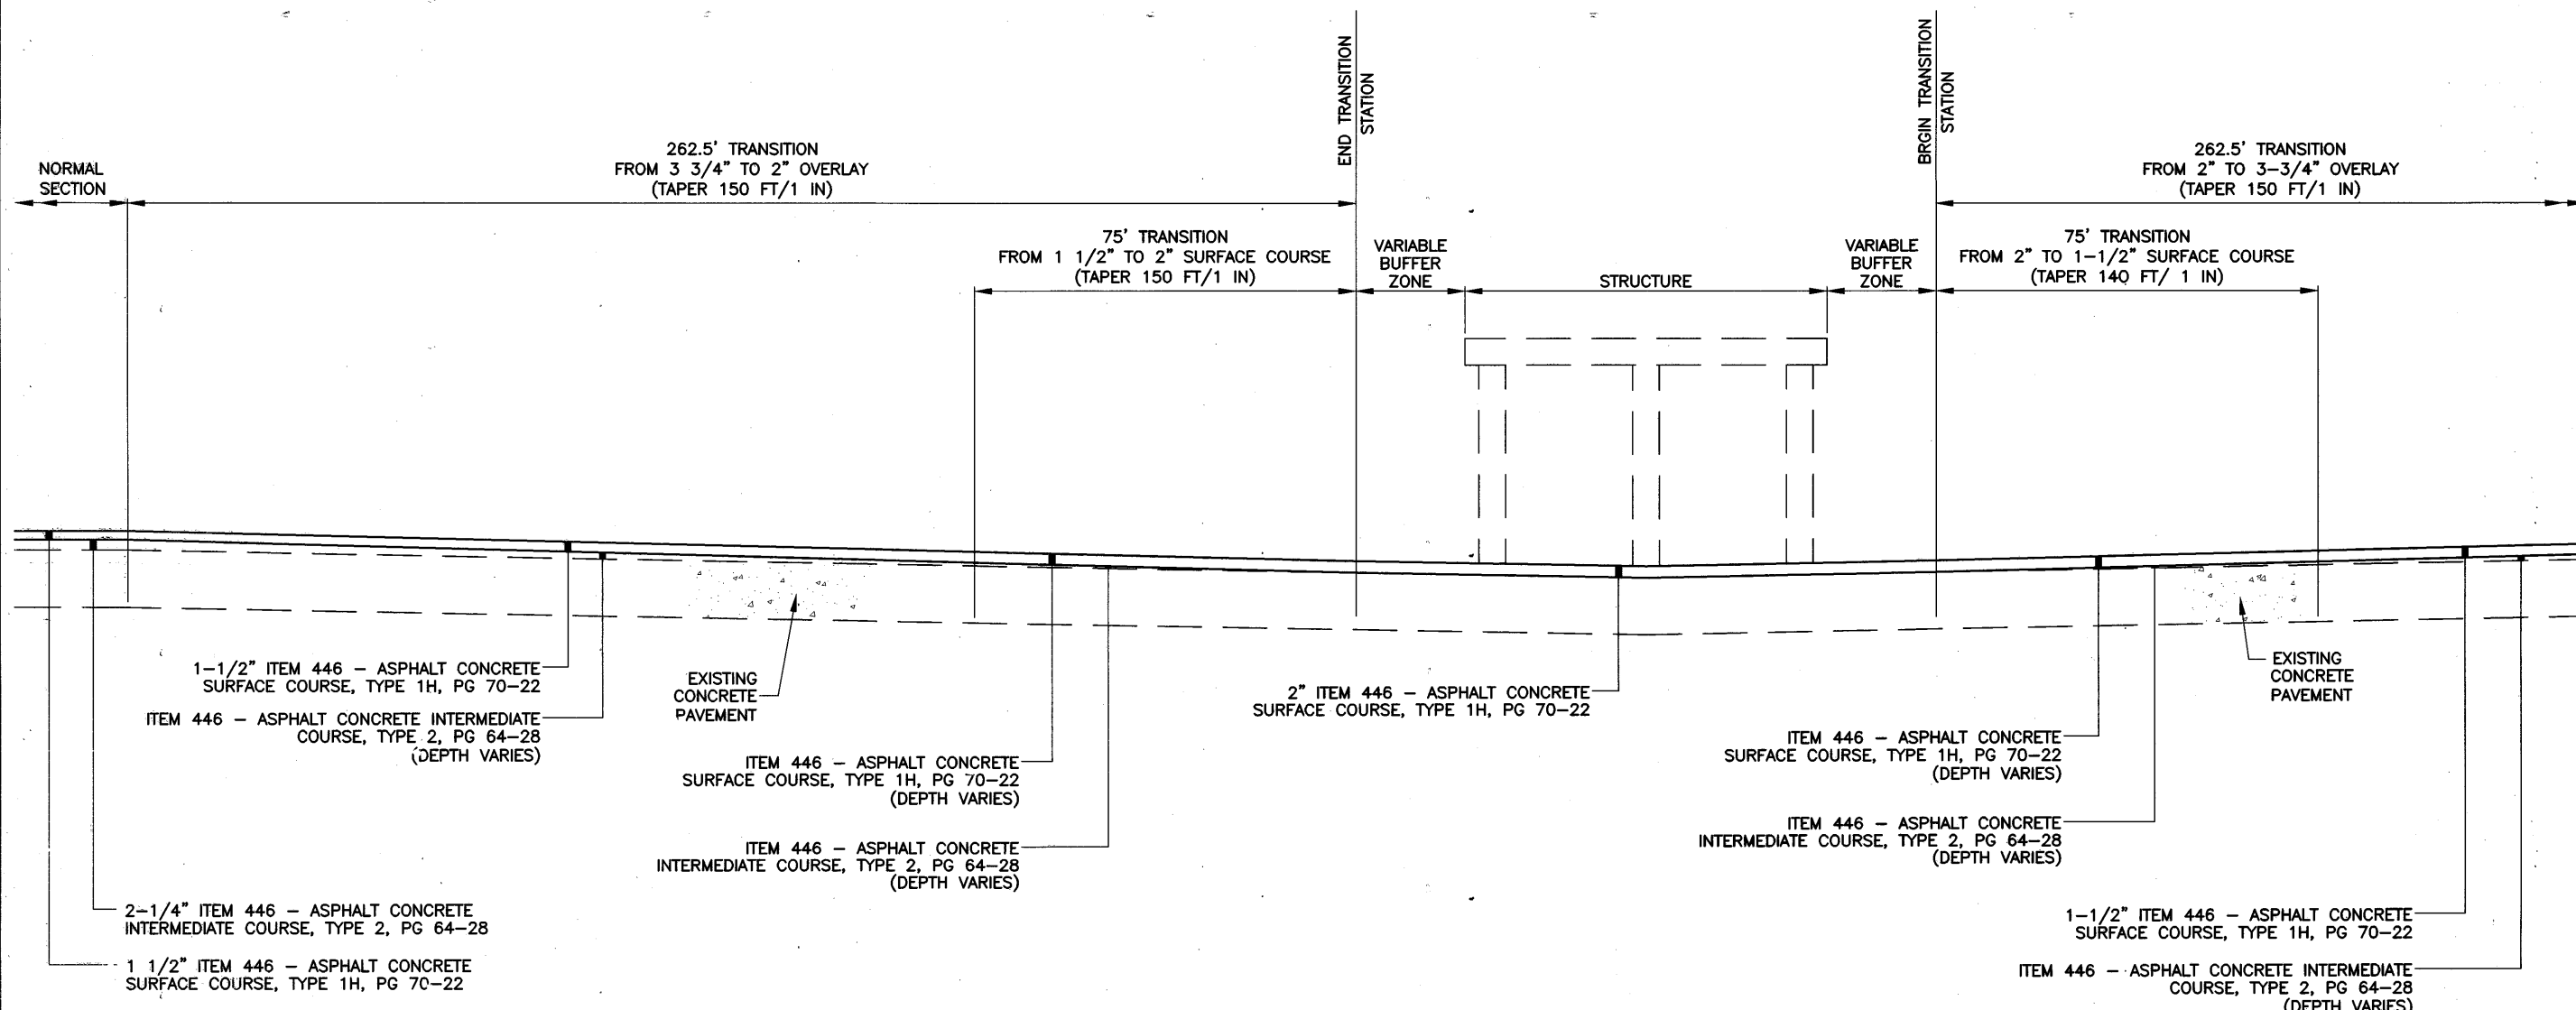 END TRANSITION
STATION
BRGIN TRANSITION
STATION
NORMAL
SECTION
262.5' TRANSITION
FROM 3 3/4" TO 2" OVERLAY
(TAPER 150 FT/1 IN)
262.5' TRANSITION
FROM 2" TO 3-3/4" OVERLAY
(TAPER 150 FT/1 IN)
75' TRANSITION
FROM 1 1/2" TO 2" SURFACE COURSE
(TAPER 150 FT/1 IN)
VARIABLE
BUFFER
ZONE
STRUCTURE
VARIABLE
BUFFER
ZONE
75' TRANSITION
FROM 2" TO 1-1/2" SURFACE COURSE
(TAPER 140 FT/ 1 IN)
1-1/2" ITEM 446 - ASPHALT CONCRETE
SURFACE COURSE, TYPE 1H, PG 70-22
ITEM 446 - ASPHALT CONCRETE INTERMEDIATE
COURSE, TYPE 2, PG 64-28
(DEPTH VARIES)
EXISTING
CONCRETE
PAVEMENT
ITEM 446 - ASPHALT CONCRETE
SURFACE COURSE, TYPE 1H, PG 70-22
(DEPTH VARIES)
ITEM 446 - ASPHALT CONCRETE
INTERMEDIATE COURSE, TYPE 2, PG 64-28
(DEPTH VARIES)
2-1/4" ITEM 446 - ASPHALT CONCRETE
INTERMEDIATE COURSE, TYPE 2, PG 64-28
1 1/2" ITEM 446 - ASPHALT CONCRETE
SURFACE COURSE, TYPE 1H, PG 70-22
2" ITEM 446 - ASPHALT CONCRETE
SURFACE COURSE, TYPE 1H, PG 70-22
ITEM 446 - ASPHALT CONCRETE
SURFACE COURSE, TYPE 1H, PG 70-22
(DEPTH VARIES)
ITEM 446 - ASPHALT CONCRETE
INTERMEDIATE COURSE, TYPE 2, PG 64-28
(DEPTH VARIES)
EXISTING
CONCRETE
PAVEMENT
1-1/2" ITEM 446 - ASPHALT CONCRETE
SURFACE COURSE, TYPE 1H, PG 70-22
ITEM 446 - ASPHALT CONCRETE INTERMEDIATE
COURSE, TYPE 2, PG 64-28
(DEPTH VARIES)